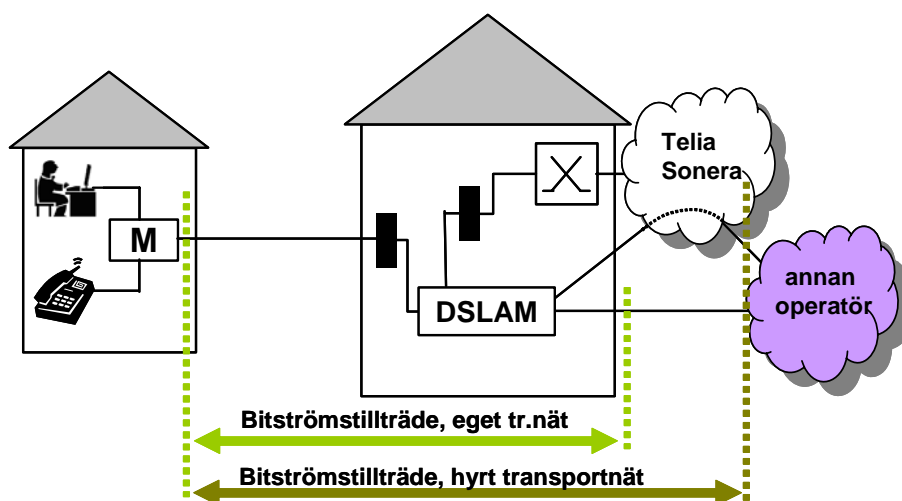 Telia
Sonera
M
annan
operatör
DSLAM
Bitströmstillträde, eget tr.nät
Bitströmstillträde, hyrt transportnät